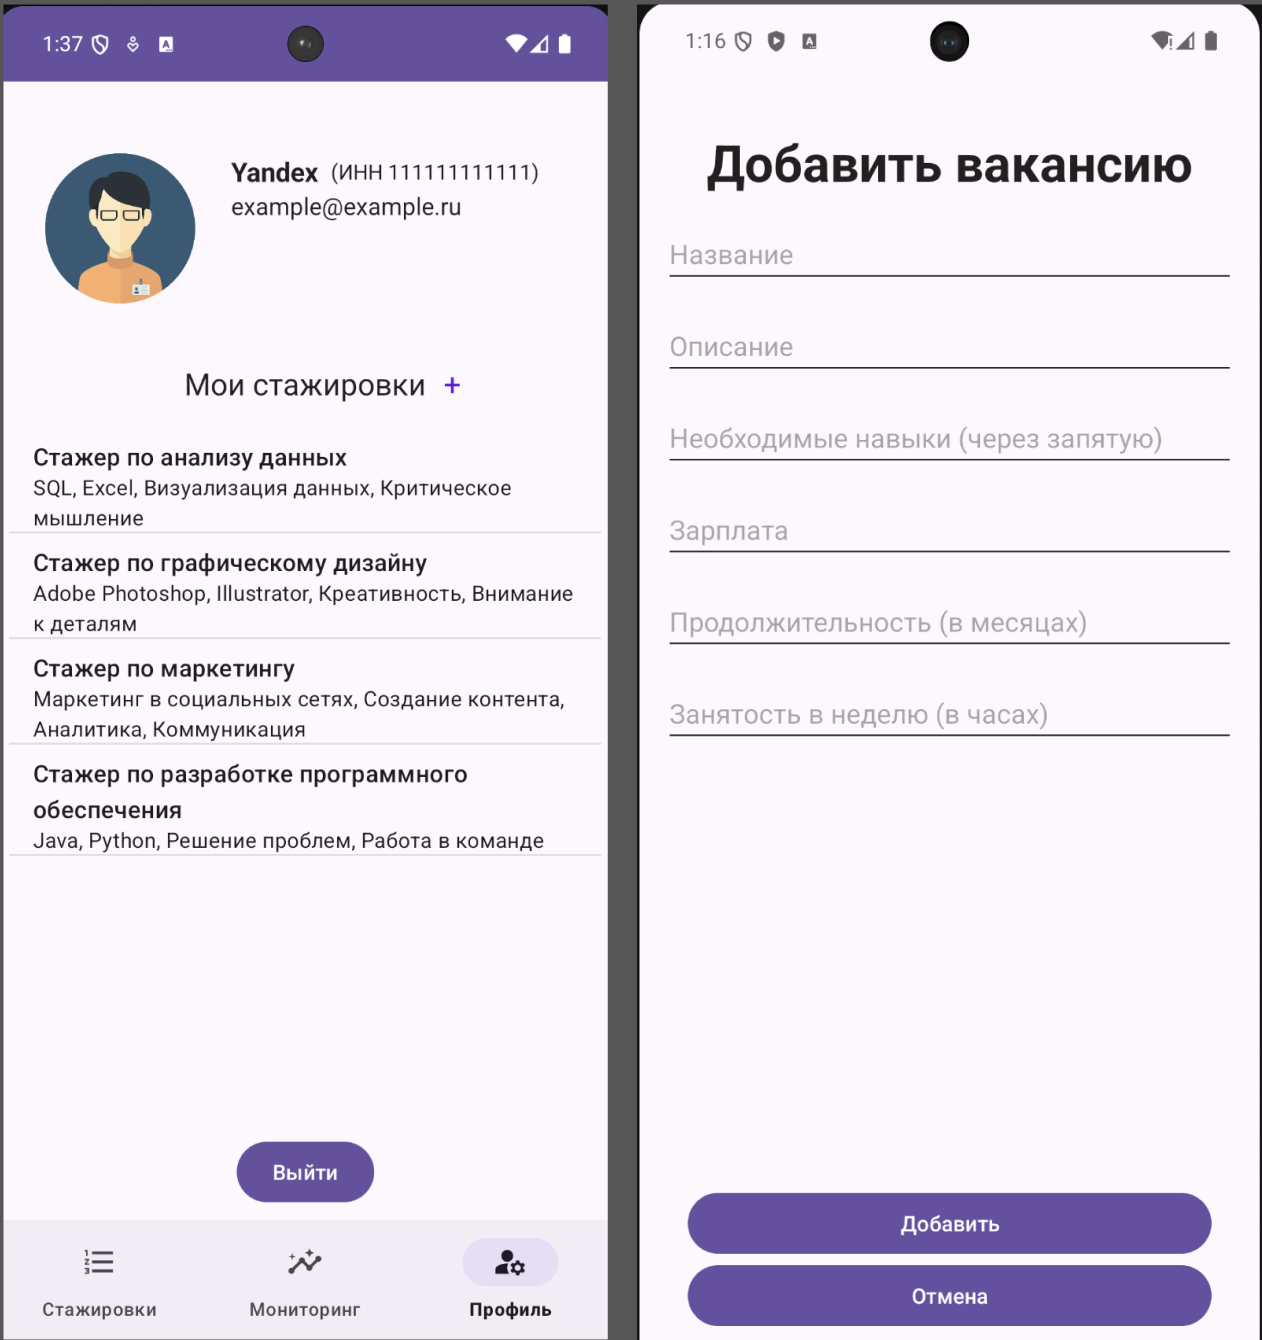 1:37
Yandex (ИНН 111111111111)
example@example.ru
Мои стажировки +
Стажер по анализу данных
SQL, Excel, Визуализация данных, Критическое
мышление
Стажер по графическому дизайну
Adobe Photoshop, Illustrator, Креативность, Внимание
к деталям
Стажер по маркетингу
Маркетинг в социальных сетях, Создание контента,
Аналитика, Коммуникация
Стажер по разработке программного
обеспечения
Java, Python, Решение проблем, Работа в команде
Выйти
Стажировки
Мониторинг
Профиль
1:16
Добавить вакансию
Название
Описание
Необходимые навыки (через запятую)
Зарплата
Продолжительность (в месяцах)
Занятость в неделю (в часах)
Добавить
Отмена